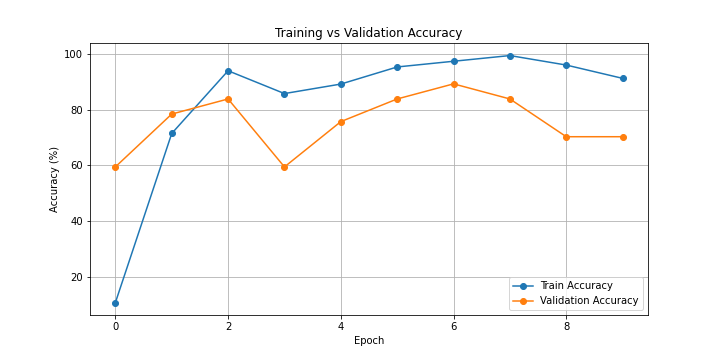 Training vs Validation Accuracy
Accuracy (%)
100
80
60
40
20
0 2 4 6 8
Epoch
Train Accuracy
Validation Accuracy